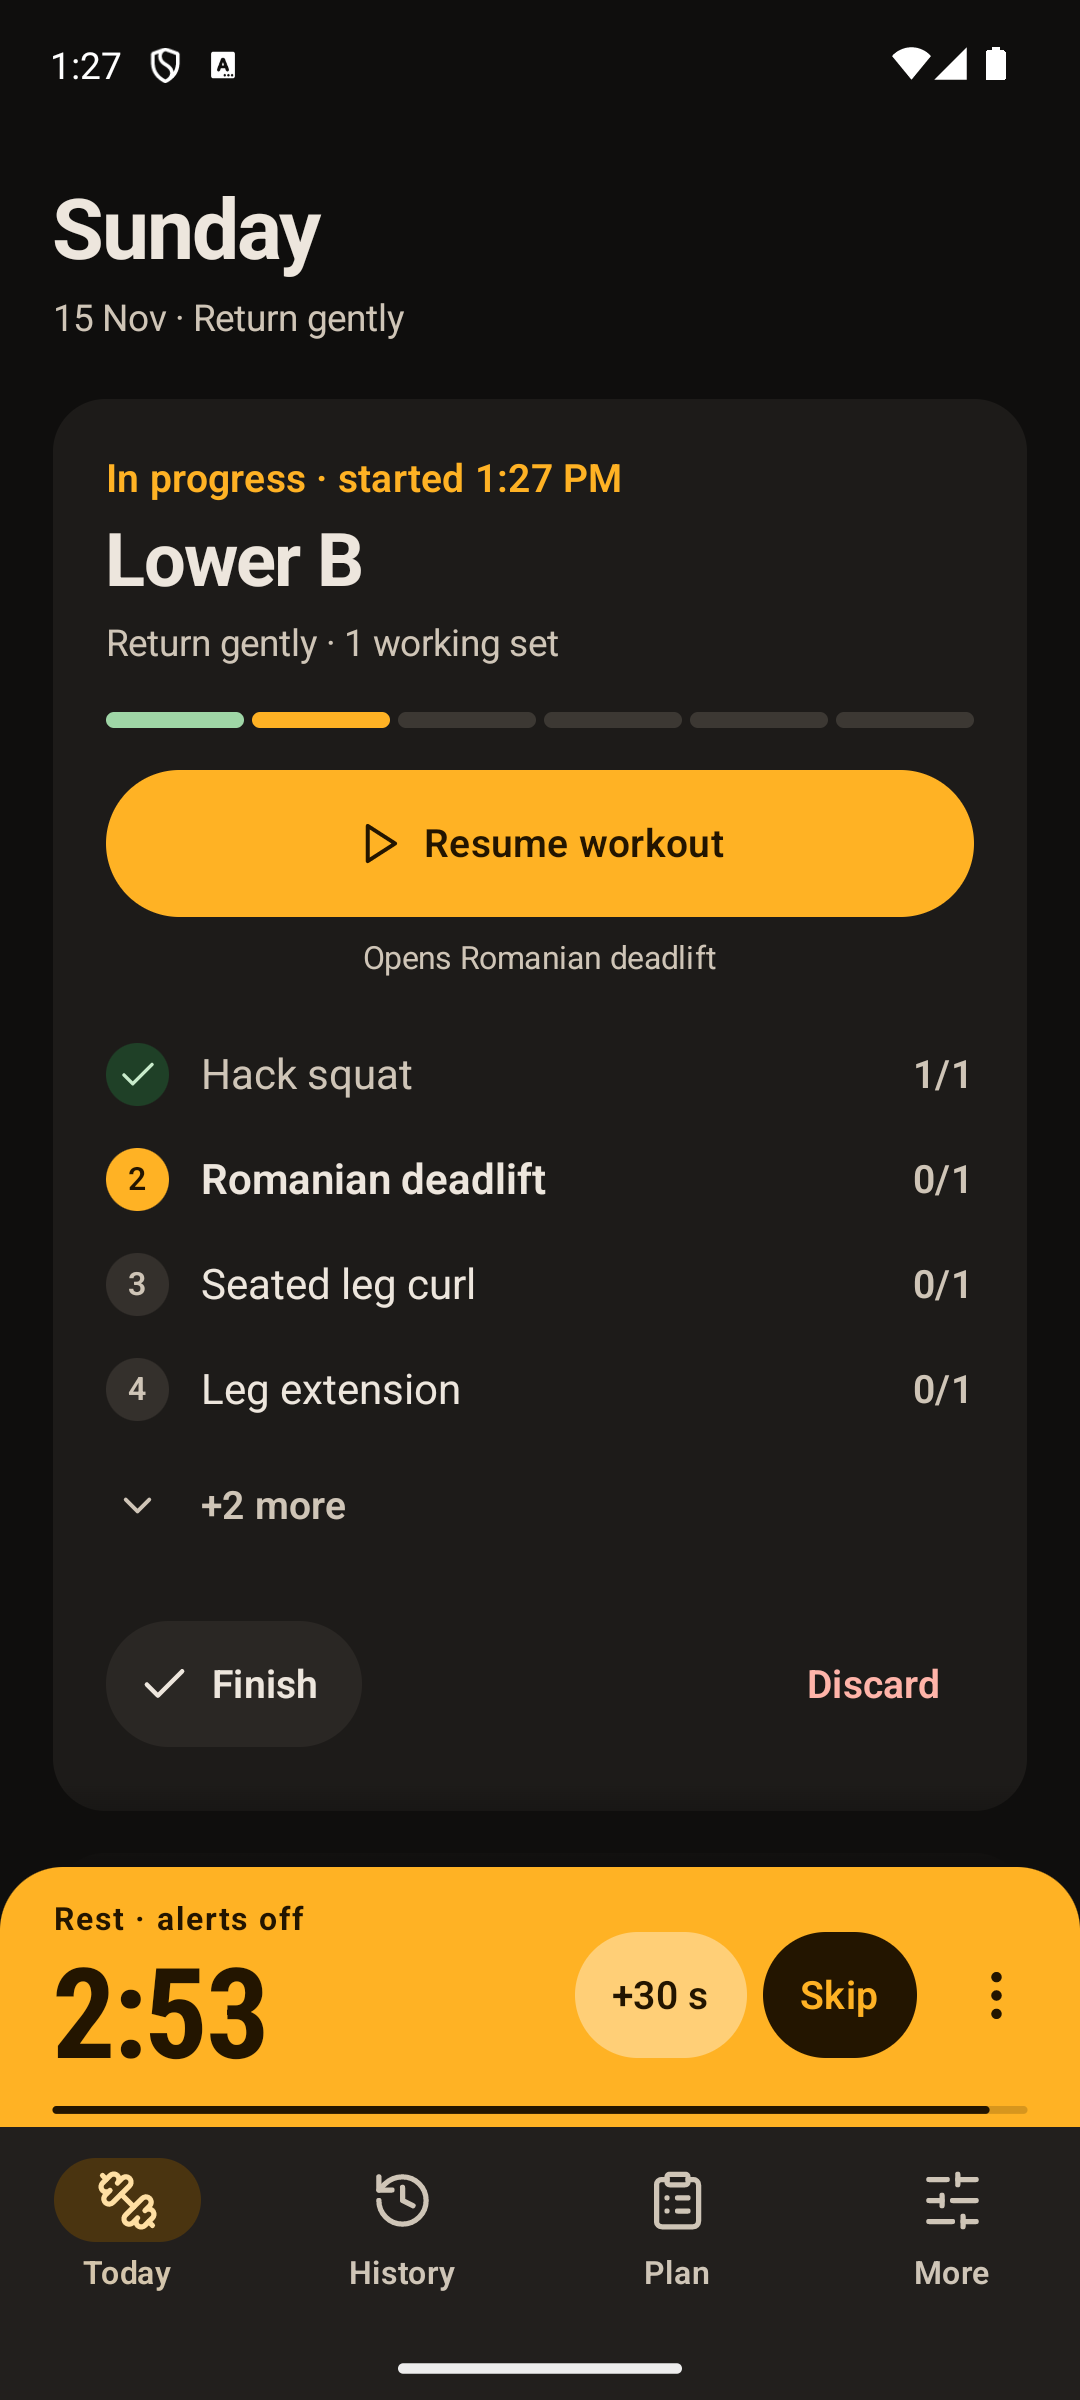 1:27
Sunday
15 Nov · Return gently
In progress · started 1:27 PM
Lower B
Return gently · 1 working set
Resume workout
Opens Romanian deadlift
Hack squat 1/1
2 Romanian deadlift 0/1
3 Seated leg curl 0/1
4 Leg extension 0/1
+2 more
Finish Discard
Rest · alerts off
2:53 +30 s Skip
Today History Plan More